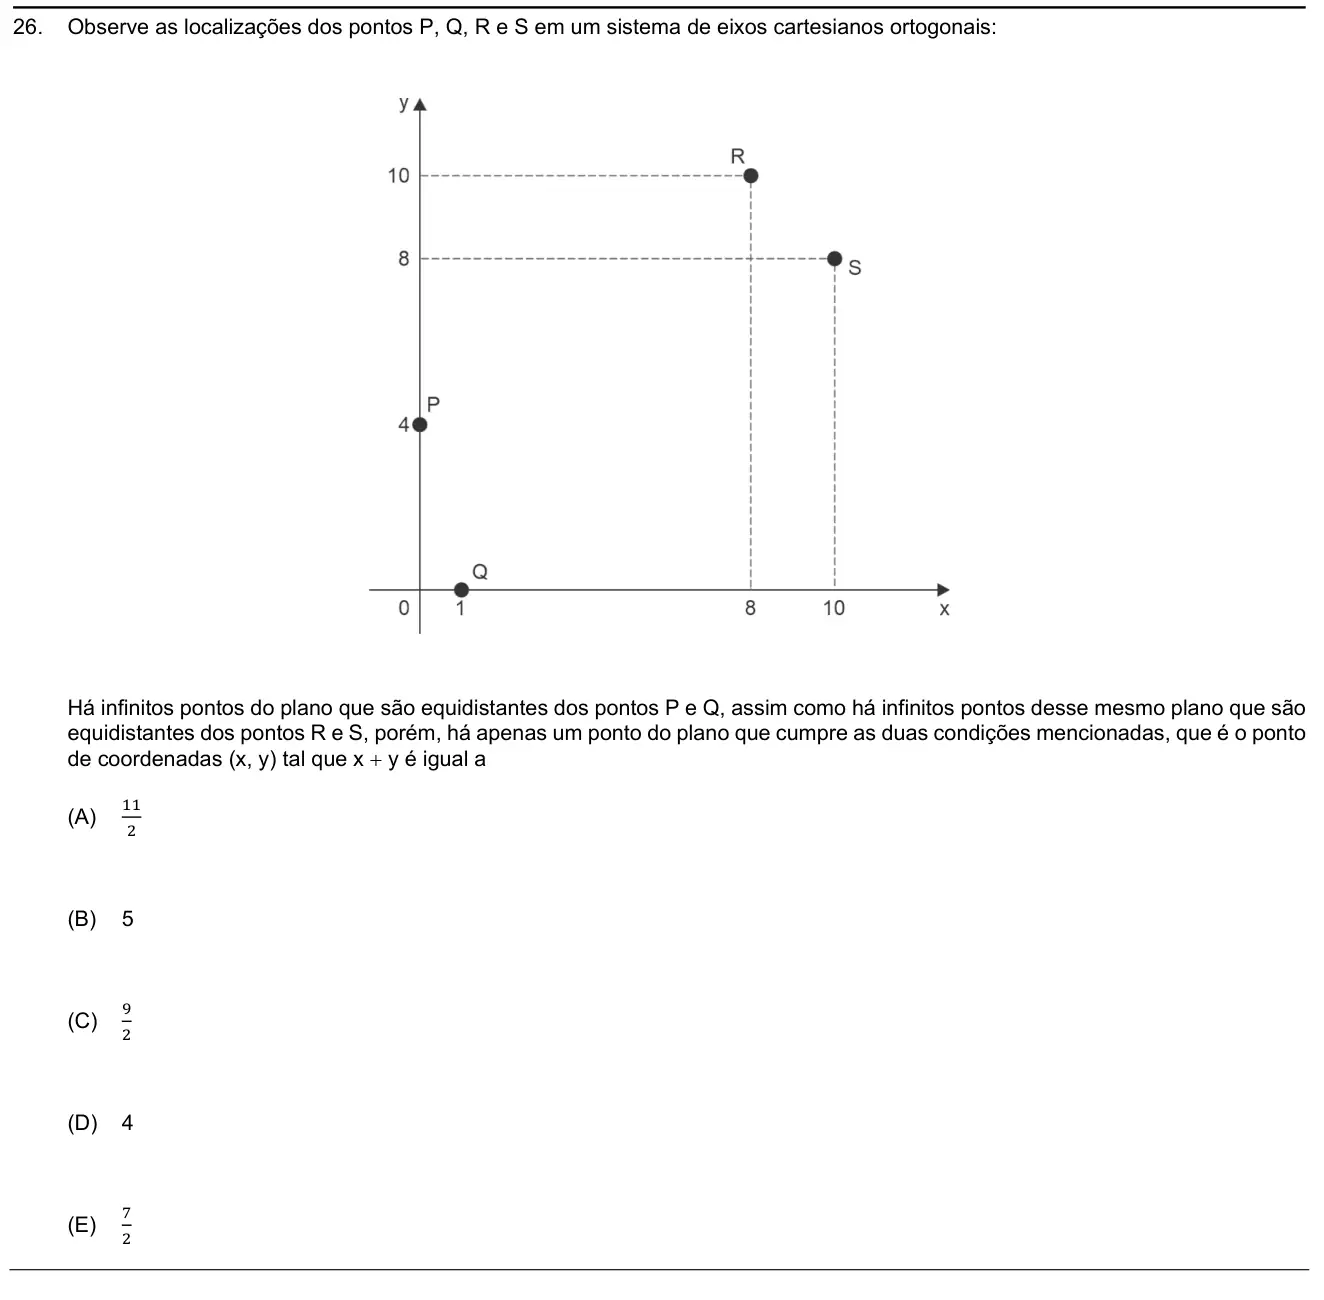 26. Observe as localizações dos pontos P, Q, R e S em um sistema de eixos cartesianos ortogonais:
y
R
10
8
S
P
4
Q
0 1 8 10 x
Há infinitos pontos do plano que são equidistantes dos pontos P e Q, assim como há infinitos pontos desse mesmo plano que são
equidistantes dos pontos R e S, porém, há apenas um ponto do plano que cumpre as duas condições mencionadas, que é o ponto
de coordenadas (x, y) tal que x + y é igual a
(A) 11/2
(B) 5
(C) 9/2
(D) 4
(E) 7/2